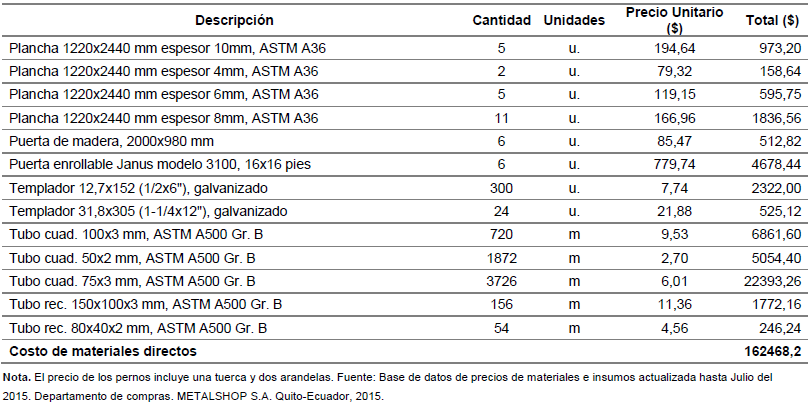 Descripción Cantidad Unidades Precio Unitario ($) Total ($)
Plancha 1220x2440 mm espesor 10mm, ASTM A36 5 u. 194,64 973,20
Plancha 1220x2440 mm espesor 4mm, ASTM A36 2 u. 79,32 158,64
Plancha 1220x2440 mm espesor 6mm, ASTM A36 5 u. 119,15 595,75
Plancha 1220x2440 mm espesor 8mm, ASTM A36 11 u. 166,96 1836,56
Puerta de madera, 2000x980 mm 6 u. 85,47 512,82
Puerta enrollable Janus modelo 3100, 16x16 pies 6 u. 779,74 4678,44
Templador 12,7x152 (1/2x6"), galvanizado 300 u. 7,74 2322,00
Templador 31,8x305 (1-1/4x12"), galvanizado 24 u. 21,88 525,12
Tubo cuad. 100x3 mm, ASTM A500 Gr. B 720 m 9,53 6861,60
Tubo cuad. 50x2 mm, ASTM A500 Gr. B 1872 m 2,70 5054,40
Tubo cuad. 75x3 mm, ASTM A500 Gr. B 3726 m 6,01 22393,26
Tubo rec. 150x100x3 mm, ASTM A500 Gr. B 156 m 11,36 1772,16
Tubo rec. 80x40x2 mm, ASTM A500 Gr. B 54 m 4,56 246,24
Costo de materiales directos 162468,2
Nota. El precio de los pernos incluye una tuerca y dos arandelas. Fuente: Base de datos de precios de materiales e insumos actualizada hasta Julio del
2015. Departamento de compras. METALSHOP S.A. Quito-Ecuador, 2015.